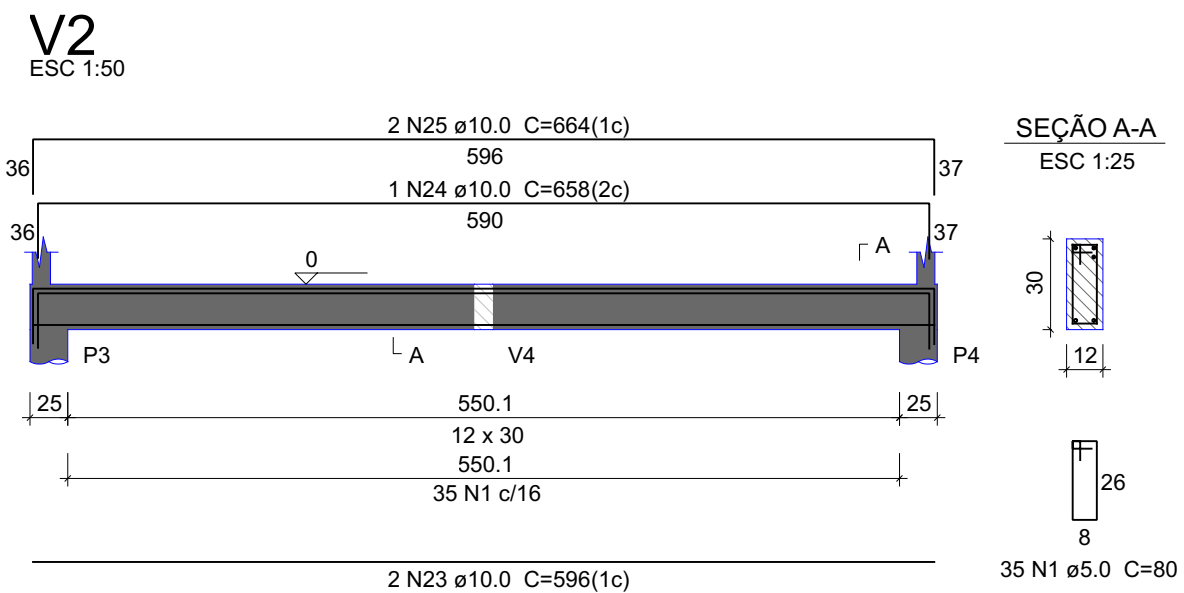 V2
ESC 1:50
2 N25 ø10.0 C=664(1c)
36 596 37
1 N24 ø10.0 C=658(2c)
36 590 37
0
A
A
P3
V4
P4
25 550.1 25
12 x 30
550.1
35 N1 c/16
2 N23 ø10.0 C=596(1c)
SEÇÃO A-A
ESC 1:25
30
12
26
8
35 N1 ø5.0 C=80